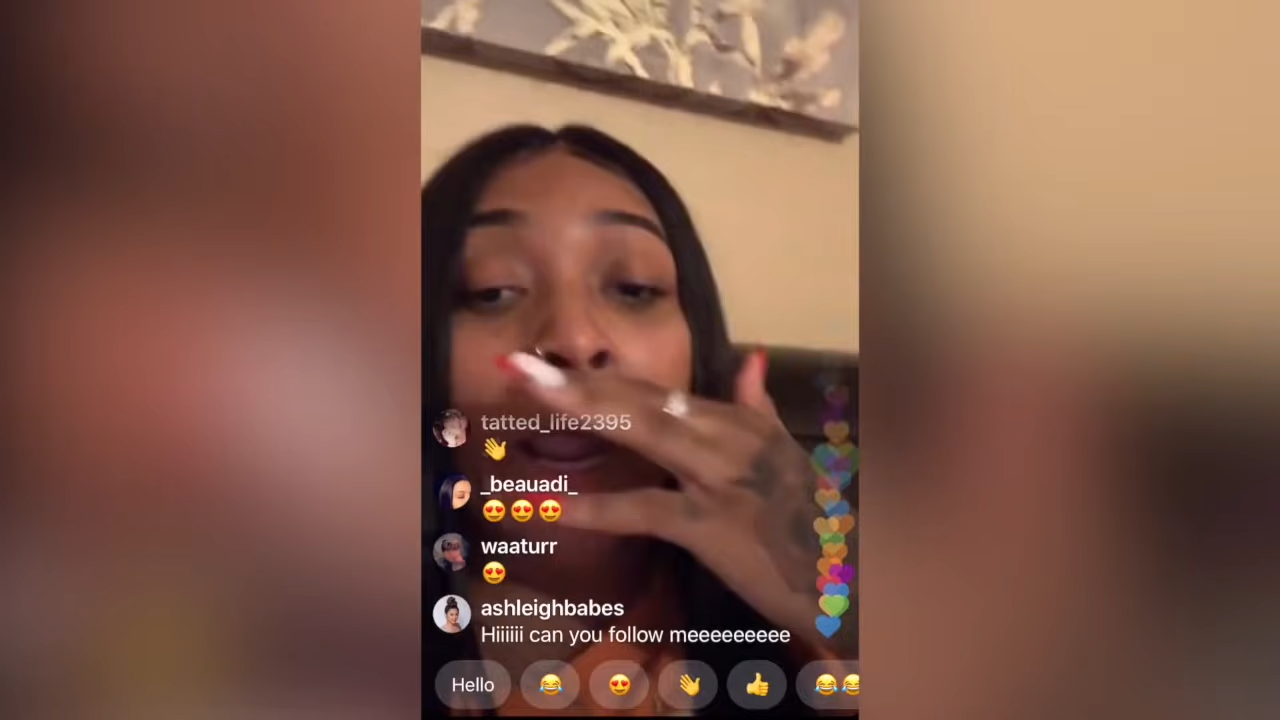 tatted_life2395
👋
_beauadi_
😍😍😍
waaturr
😍
ashleighbabes
Hiiiiii can you follow meeeeeeeee
Hello 😂 😍 👋 👍 😂😂